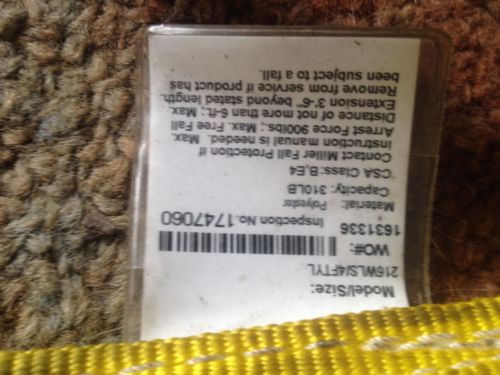 Model/Size:
216WLS/4FTYL
WO#:
1631336 Inspection No.1747060
Material: Polyester
Capacity: 310LB
CSA Class:B,E4
Contact Miller Fall Protection if
instruction manual is needed. Max.
Arrest Force 900lbs.; Max. Free Fall
Distance of not more than 6-ft.; Max.
Extension 3'-6" beyond stated length.
Remove from service if product has
been subject to a fall.